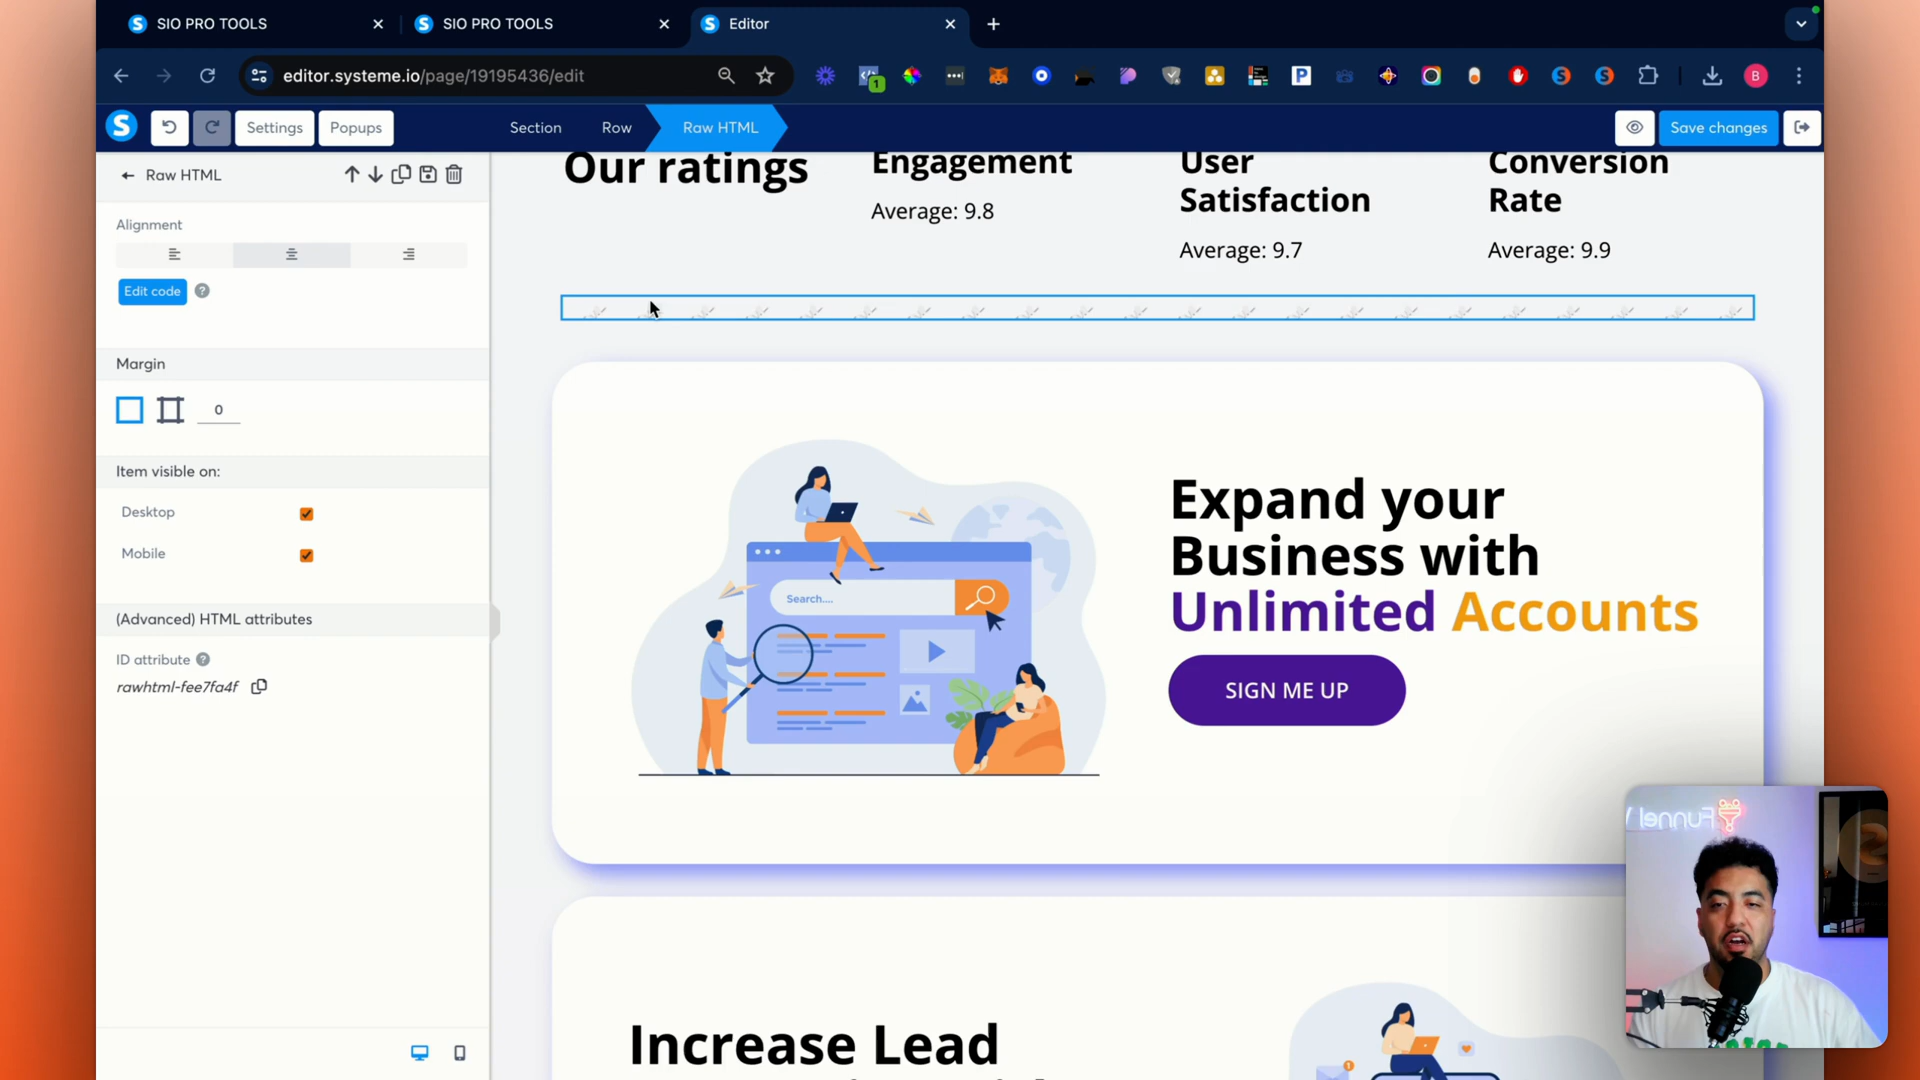 SIO PRO TOOLS
SIO PRO TOOLS
Editor
editor.systeme.io/page/19195436/edit
1
B
Settings
Popups
Section
Row
Raw HTML
Save changes
Raw HTML
Alignment
Edit code
Margin
0
Item visible on:
Desktop
Mobile
(Advanced) HTML attributes
ID attribute
rawhtml-fee7fa4f
Our ratings
Engagement
Average: 9.8
User
Satisfaction
Average: 9.7
Conversion
Rate
Average: 9.9
Search....
Expand your
Business with
Unlimited Accounts
SIGN ME UP
Increase Lead
Funnel